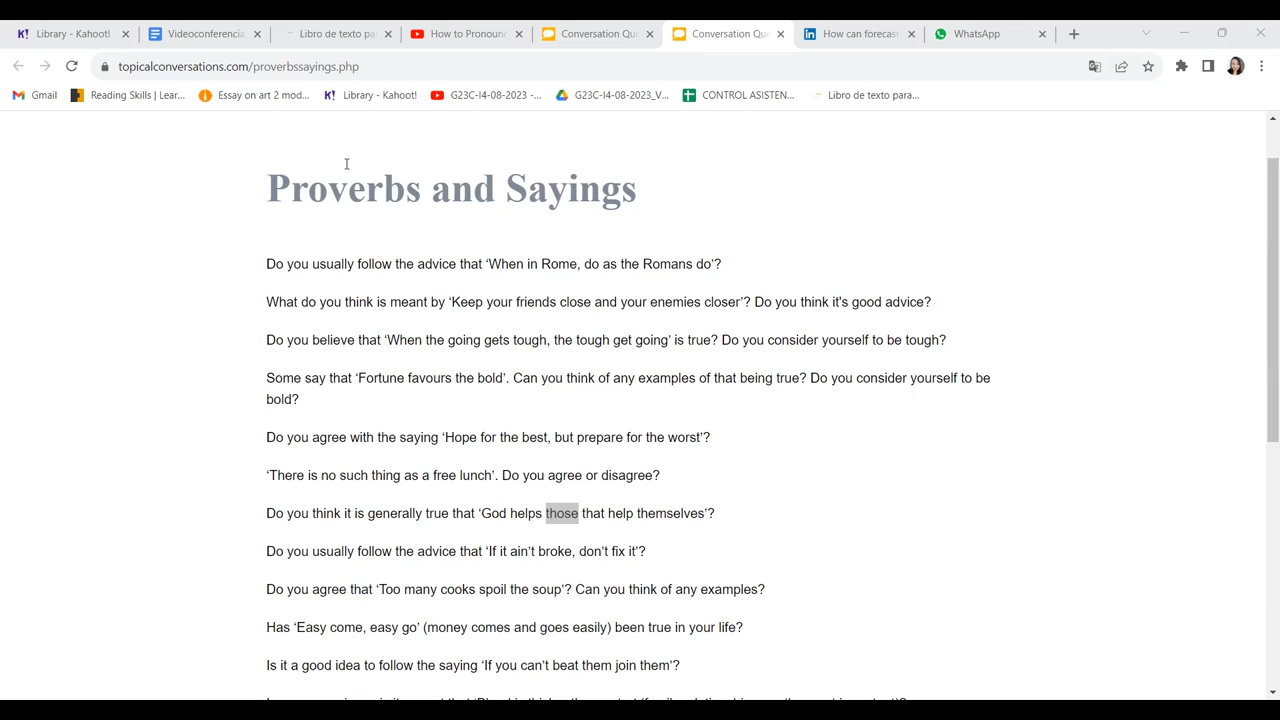 Library - Kahoot!
Videoconferencia
Libro de texto pa
How to Pronounc
Conversation Qu
Conversation Que
How can forecast
WhatsApp
topicalconversations.com/proverbssayings.php
Gmail
Reading Skills | Lear...
Essay on art 2 mod...
Library - Kahoot!
G23C-I4-08-2023 -...
G23C-I4-08-2023_V...
CONTROL ASISTEN...
Libro de texto para...
Proverbs and Sayings
Do you usually follow the advice that ‘When in Rome, do as the Romans do’?
What do you think is meant by ‘Keep your friends close and your enemies closer’? Do you think it's good advice?
Do you believe that ‘When the going gets tough, the tough get going’ is true? Do you consider yourself to be tough?
Some say that ‘Fortune favours the bold’. Can you think of any examples of that being true? Do you consider yourself to be
bold?
Do you agree with the saying ‘Hope for the best, but prepare for the worst’?
‘There is no such thing as a free lunch’. Do you agree or disagree?
Do you think it is generally true that ‘God helps those that help themselves’?
Do you usually follow the advice that ‘If it ain’t broke, don’t fix it’?
Do you agree that ‘Too many cooks spoil the soup’? Can you think of any examples?
Has ‘Easy come, easy go’ (money comes and goes easily) been true in your life?
Is it a good idea to follow the saying ‘If you can’t beat them join them’?